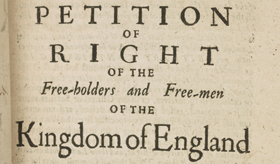 PETITION
OF
RIGHT
OF THE
Free-holders and Free-men
OF THE
Kingdom of England